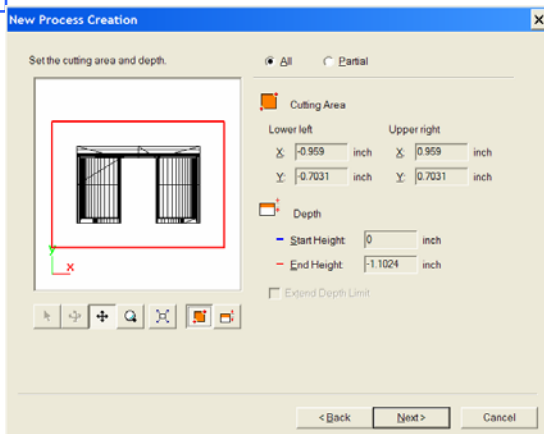 New Process Creation
Set the cutting area and depth.
All Partial
Cutting Area
Lower left Upper right
X: -0.959 inch X: 0.959 inch
Y: -0.7031 inch Y: 0.7031 inch
Depth
Start Height: 0 inch
End Height: -1.1024 inch
Extend Depth Limit
y
x
< Back Next > Cancel